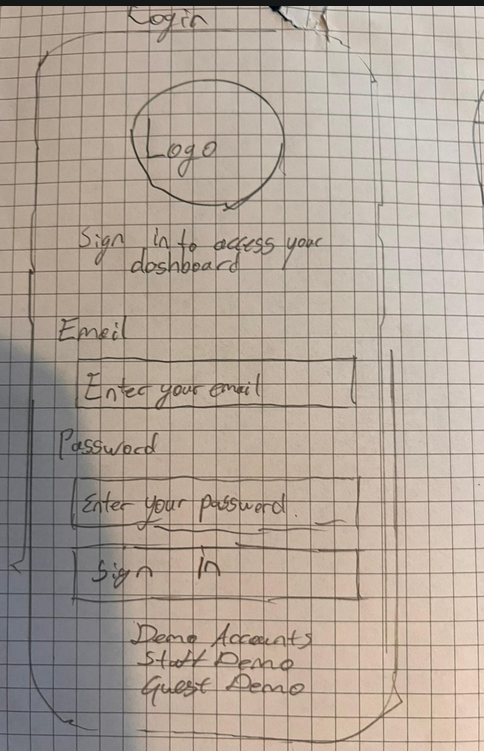 Login
Logo
Sign in to access your
dashboard
Email
Enter your email
Password
Enter your password.
Sign in
Demo Accounts
Staff Demo
Guest Demo